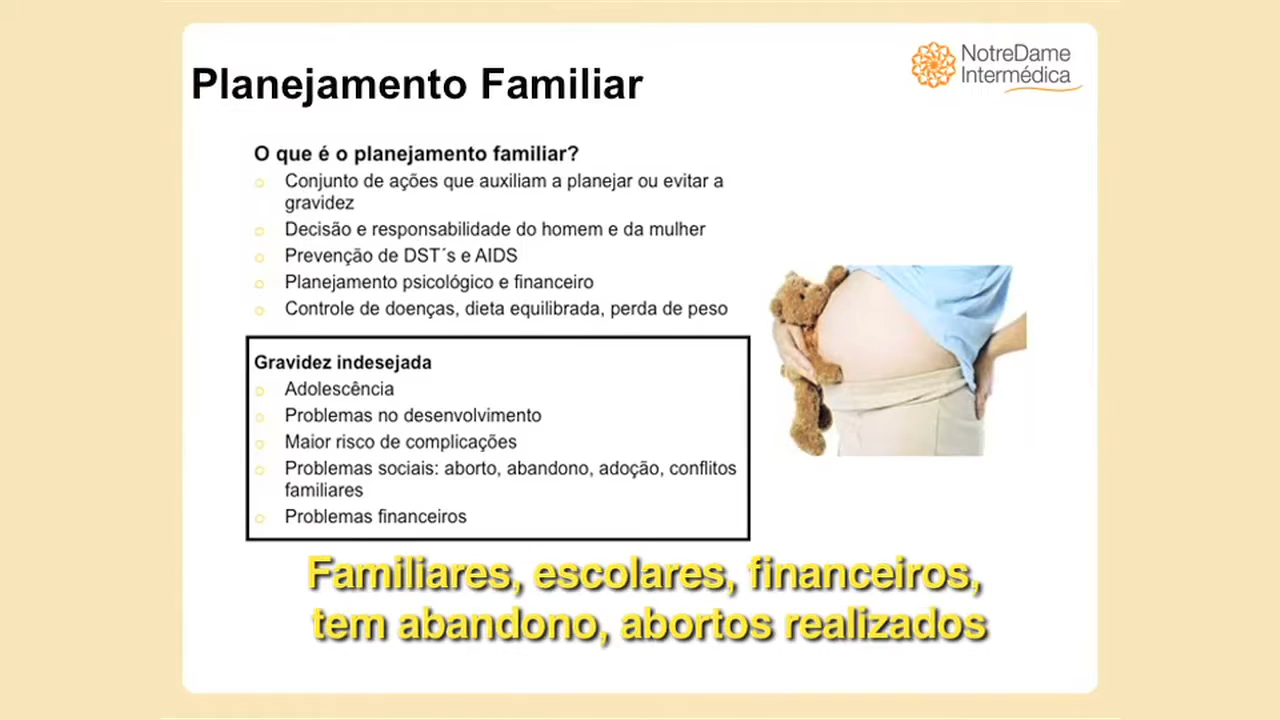 NotreDame
Intermédica
Planejamento Familiar
O que é o planejamento familiar?
Conjunto de ações que auxiliam a planejar ou evitar a
gravidez
Decisão e responsabilidade do homem e da mulher
Prevenção de DST´s e AIDS
Planejamento psicológico e financeiro
Controle de doenças, dieta equilibrada, perda de peso
Gravidez indesejada
Adolescência
Problemas no desenvolvimento
Maior risco de complicações
Problemas sociais: aborto, abandono, adoção, conflitos
familiares
Problemas financeiros
Familiares, escolares, financeiros,
tem abandono, abortos realizados